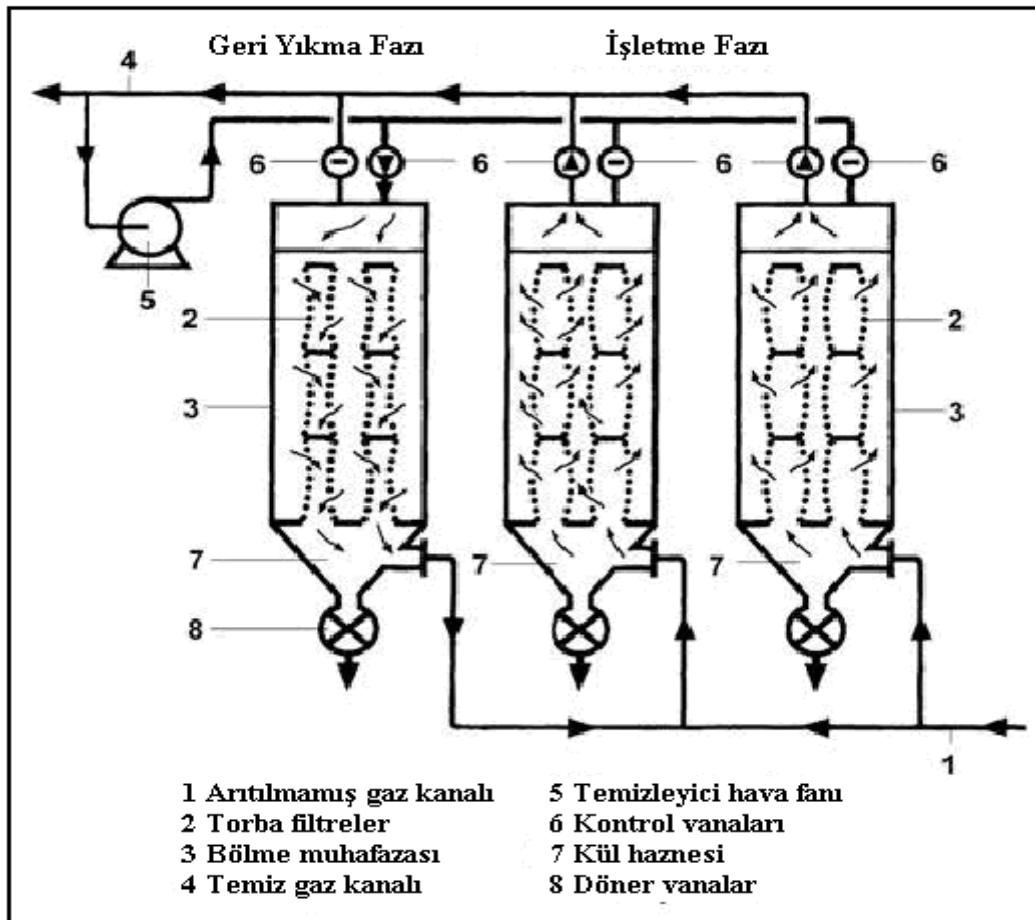 Geri Yıkma Fazı İşletme Fazı
4
6 6 6 6
5
2 2
3 3
7 7 7
8
1
1 Arıtılmamış gaz kanalı
2 Torba filtreler
3 Bölme muhafazası
4 Temiz gaz kanalı
5 Temizleyici hava fanı
6 Kontrol vanaları
7 Kül haznesi
8 Döner vanalar